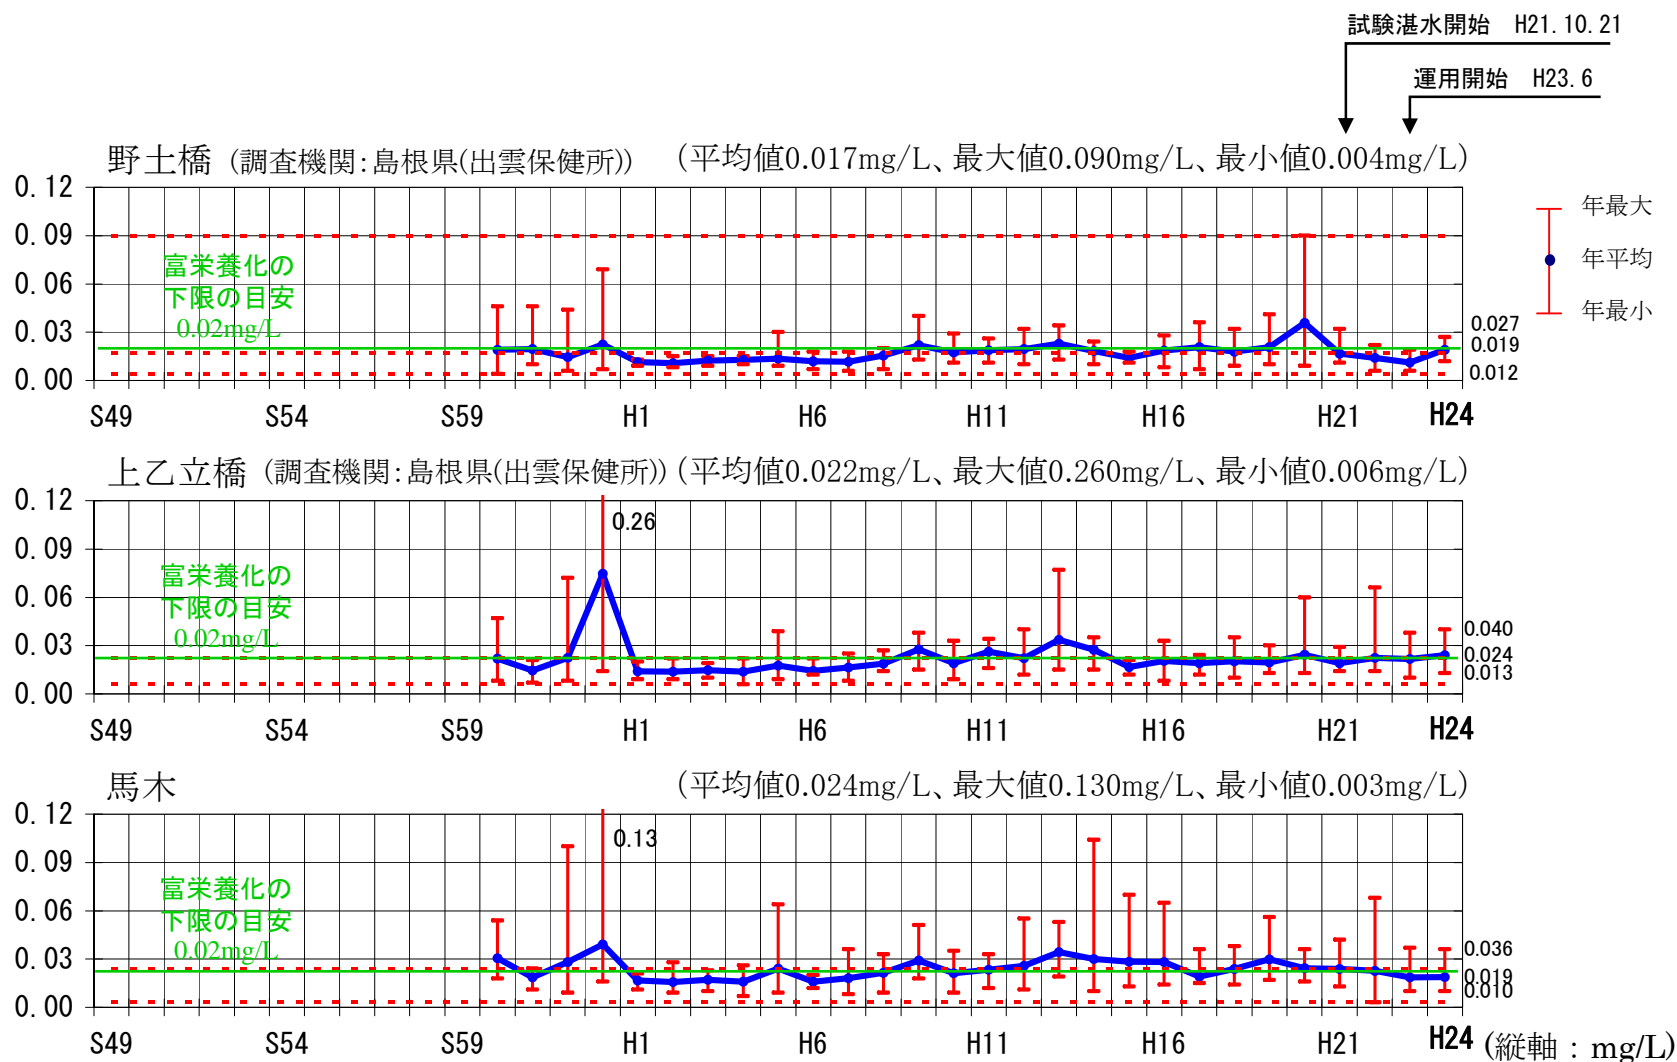 試験湛水開始　H21.10.21
運用開始　H23.6
野土橋 (調査機関:島根県(出雲保健所))　(平均値0.017mg/L、最大値0.090mg/L、最小値0.004mg/L)
0.12
0.09
0.06
0.03
0.00
富栄養化の
下限の目安
0.02mg/L
0.027
0.019
0.012
年最大
年平均
年最小
S49 S54 S59 H1 H6 H11 H16 H21 H24
上乙立橋 (調査機関:島根県(出雲保健所)) (平均値0.022mg/L、最大値0.260mg/L、最小値0.006mg/L)
0.12
0.09
0.06
0.03
0.00
0.26
富栄養化の
下限の目安
0.02mg/L
0.040
0.024
0.013
S49 S54 S59 H1 H6 H11 H16 H21 H24
馬木　(平均値0.024mg/L、最大値0.130mg/L、最小値0.003mg/L)
0.12
0.09
0.06
0.03
0.00
0.13
富栄養化の
下限の目安
0.02mg/L
0.036
0.019
0.010
S49 S54 S59 H1 H6 H11 H16 H21 H24 (縦軸：mg/L)